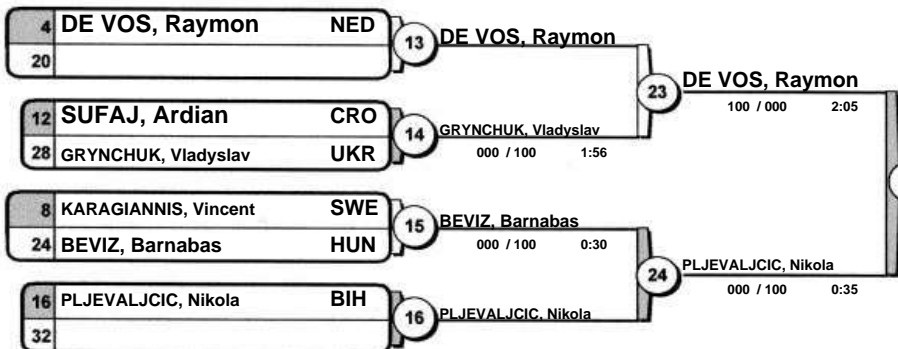 4 DE VOS, Raymon NED
20
13 DE VOS, Raymon
12 SUFAJ, Ardian CRO
28 GRYNCHUK, Vladyslav UKR
14 GRYNCHUK, Vladyslav
000 / 100 1:56
23 DE VOS, Raymon
100 / 000 2:05
8 KARAGIANNIS, Vincent SWE
24 BEVIZ, Barnabas HUN
15 BEVIZ, Barnabas
000 / 100 0:30
16 PLJEVALJCIC, Nikola BIH
32
16 PLJEVALJCIC, Nikola
24 PLJEVALJCIC, Nikola
000 / 100 0:35